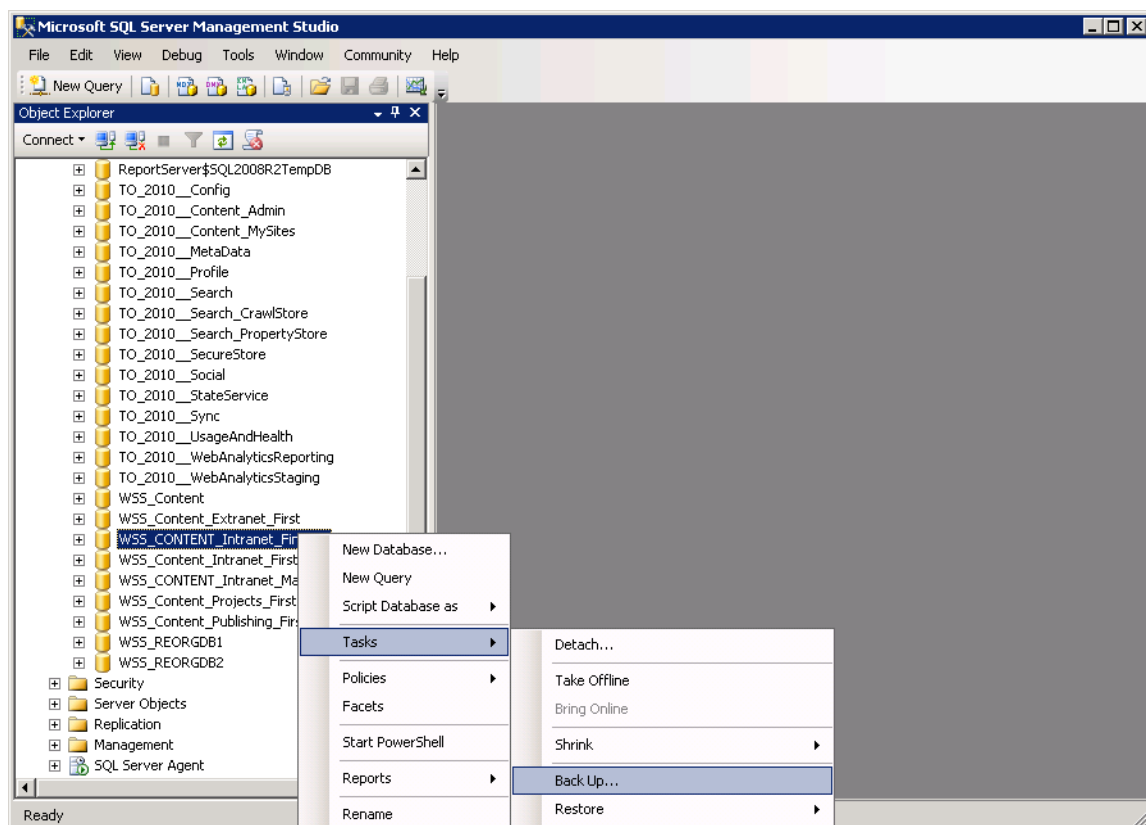 Microsoft SQL Server Management Studio
File Edit View Debug Tools Window Community Help
New Query
Object Explorer
Connect
ReportServer$SQL2008R2TempDB
TO_2010__Config
TO_2010__Content_Admin
TO_2010__Content_MySites
TO_2010__MetaData
TO_2010__Profile
TO_2010__Search
TO_2010__Search_CrawlStore
TO_2010__Search_PropertyStore
TO_2010__SecureStore
TO_2010__Social
TO_2010__StateService
TO_2010__Sync
TO_2010__UsageAndHealth
TO_2010__WebAnalyticsReporting
TO_2010__WebAnalyticsStaging
WSS_Content
WSS_Content_Extranet_First
WSS_CONTENT_Intranet_Fir
WSS_Content_Intranet_First
WSS_CONTENT_Intranet_Ma
WSS_Content_Projects_First
WSS_Content_Publishing_Fir
WSS_REORGDB1
WSS_REORGDB2
Security
Server Objects
Replication
Management
SQL Server Agent
New Database...
New Query
Script Database as
Tasks
Policies
Facets
Start PowerShell
Reports
Rename
Detach...
Take Offline
Bring Online
Shrink
Back Up...
Restore
Ready